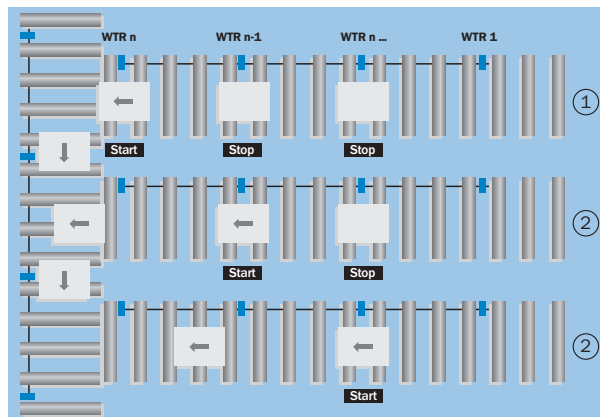 WTR n WTR n-1 WTR n ... WTR 1
1
Start Stop Stop
2
Start Stop
2
Start